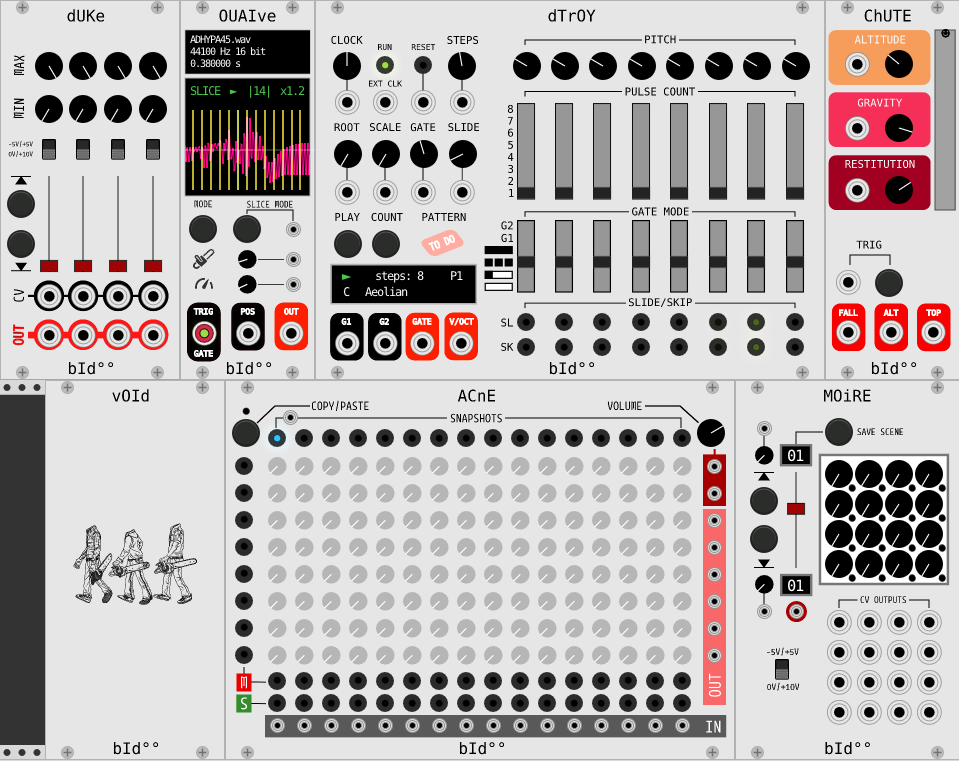 dUKe
MAX
MIN
-5V/+5V
0V/+10V
CV
OUT
bId°°
OUAIve
ADHYPA45.wav
44100 Hz 16 bit
0.380000 s
SLICE ► |14| x1.2
MODE
SLICE MODE
TRIG
POS
OUT
GATE
dTrOY
CLOCK
RUN
RESET
STEPS
EXT CLK
ROOT
SCALE
GATE
SLIDE
PLAY
COUNT
PATTERN
TO DO
► steps: 8 P1
C Aeolian
G1
G2
GATE
V/OCT
PITCH
PULSE COUNT
8
7
6
5
4
3
2
1
GATE MODE
G2
G1
SLIDE/SKIP
SL
SK
bId°°
ChUTE
ALTITUDE
GRAVITY
RESTITUTION
TRIG
FALL
ALT
TOP
bId°°
vOId
bId°°
ACnE
COPY/PASTE
SNAPSHOTS
VOLUME
M
S
OUT
IN
bId°°
MOiRE
SAVE SCENE
01
01
CV OUTPUTS
-5V/+5V
0V/+10V
bId°°